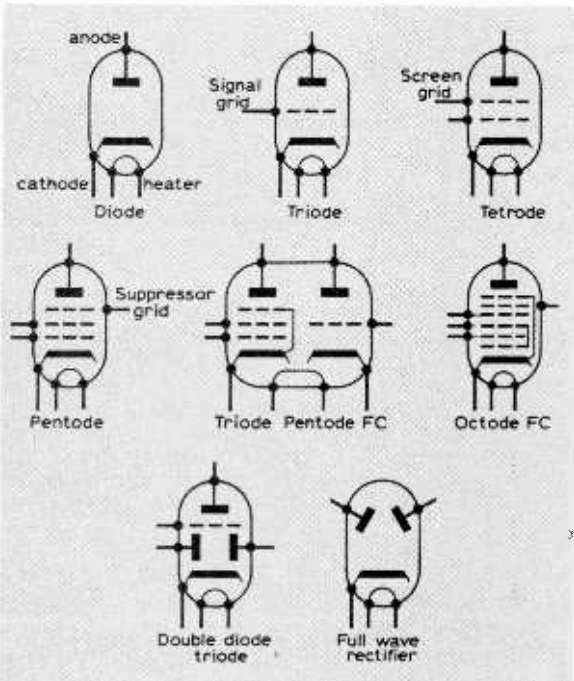 anode
Signal
grid
Screen
grid
cathode
heater
Diode
Triode
Tetrode
Suppressor
grid
Pentode
Triode Pentode FC
Octode FC
Double diode
triode
Full wave
rectifier